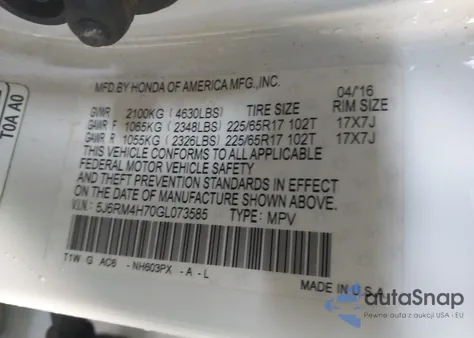 MFD.BY HONDA OF AMERICA MFG.,INC. 04/16
GVWR 2100KG (4630LBS) TIRE SIZE RIM SIZE
GAWR F 1065KG (2348LBS) 225/65R17 102T 17X7J
GAWR R 1055KG (2326LBS) 225/65R17 102T 17X7J
THIS VEHICLE CONFORMS TO ALL APPLICABLE
FEDERAL MOTOR VEHICLE SAFETY
AND THEFT PREVENTION STANDARDS IN EFFECT
ON THE DATE OF MANUFACTURE SHOWN ABOVE.
V.I.N.: 5J6RM4H70GL073585 TYPE: MPV
T1W G AC6 -NH603PX -A-L
MADE IN U.S.A.
T0A A0
autoSnap
Pewne auta z aukcji USA - EU